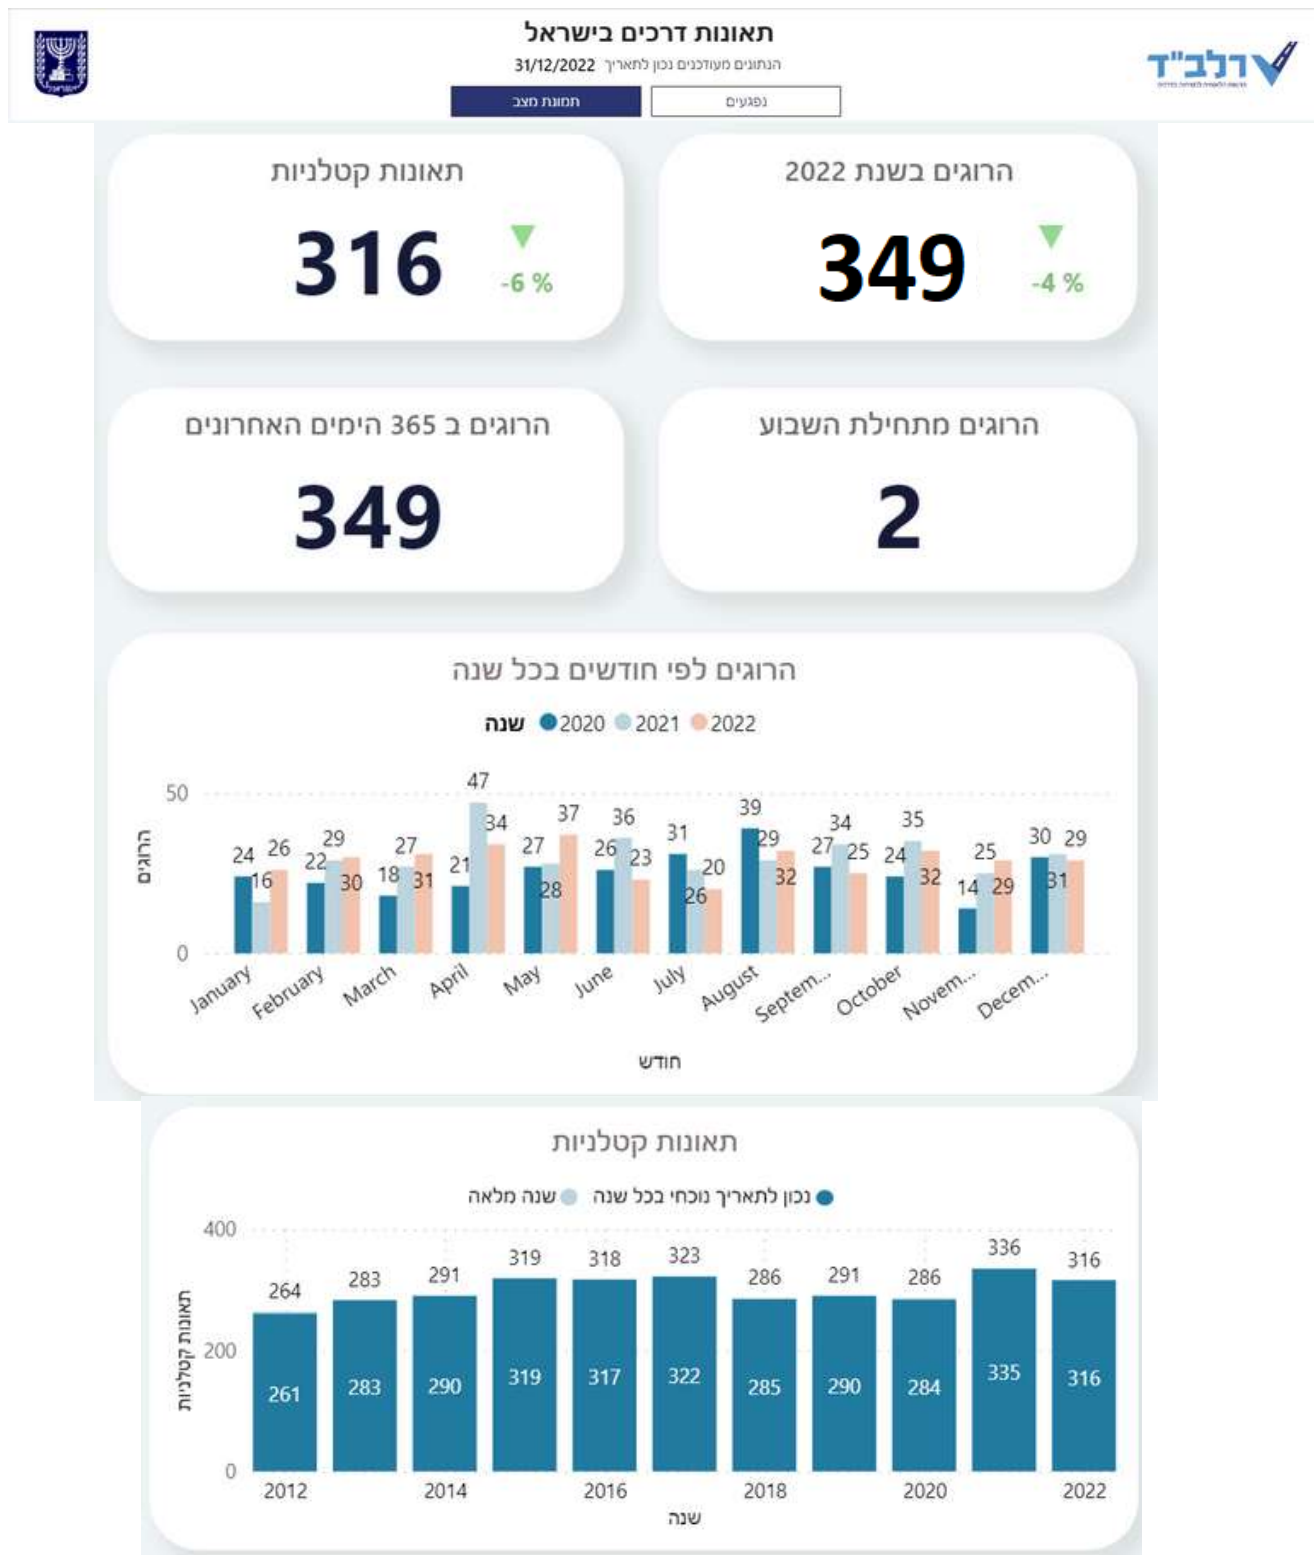 תאונות דרכים בישראל
הנתונים מעודכנים נכון לתאריך 31/12/2022
רלב"ד
נפגעים
תמונת מצב
הרוגים בשנת 2022
349
-4 %
תאונות קטלניות
316
-6 %
הרוגים מתחילת השבוע
2
הרוגים ב 365 הימים האחרונים
349
הרוגים לפי חודשים בכל שנה
שנה 2020 2021 2022
הרוגים
50
0
24 16 26
22 29 30
18 27 31
21 47 34
27 28 37
26 36 23
31 26 20
39 29 32
27 34 25
24 35 32
14 25 29
30 31 29
January February March April May June July August Septem... October Novem... Decem...
חודש
תאונות קטלניות
נכון לתאריך נוכחי בכל שנה שנה מלאה
תאונות קטלניות
400
200
0
264 283 291 319 318 323 286 291 286 336 316
261 283 290 319 317 322 285 290 284 335 316
2012 2014 2016 2018 2020 2022
שנה